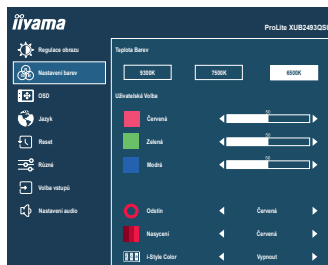 iiyama
ProLite XUB2493QS
Regulace obrazu
Nastavení barev
OSD
Jazyk
Reset
Různé
Volba vstupů
Nastavení audio
Teplota Barev
9300K 7500K 6500K
Uživatelská Volba
Červená 50
Zelená 50
Modrá 50
Odstín Červená
Nasycení Červená
i-Style Color Vypnout